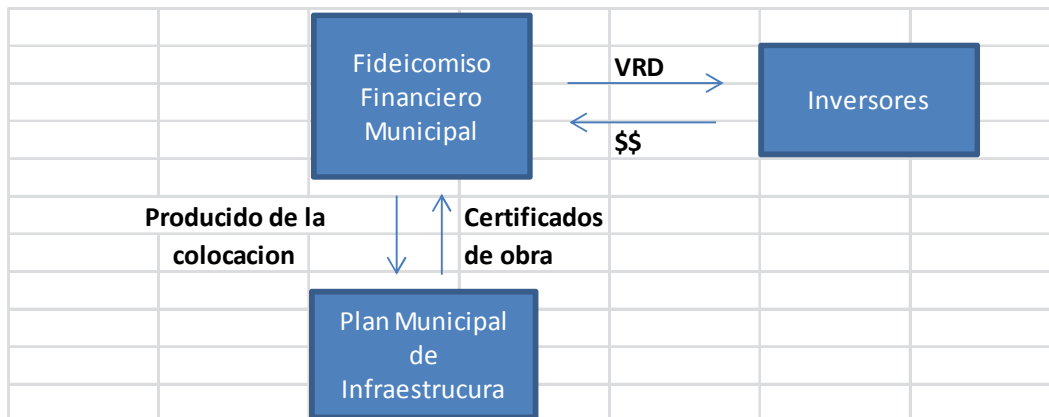 Fideicomiso
Financiero
Municipal
VRD
$$
Inversores
Producido de la
colocacion
Certificados
de obra
Plan Municipal
de
Infraestrucura